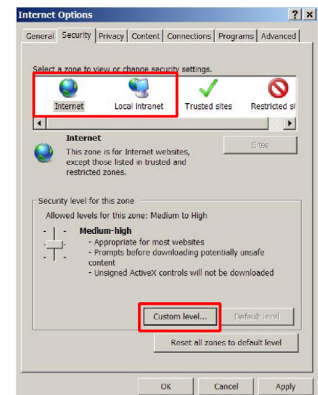 Internet Options
? ×
General Security Privacy Content Connections Programs Advanced
Select a zone to view or change security settings.
Internet Local intranet Trusted sites Restricted si
Internet
This zone is for Internet websites,
except those listed in trusted and
restricted zones.
Sites
Security level for this zone
Allowed levels for this zone: Medium to High
Medium-high
- Appropriate for most websites
- Prompts before downloading potentially unsafe
content
- Unsigned ActiveX controls will not be downloaded
Custom level... Default level
Reset all zones to default level
OK Cancel Apply